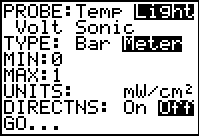 PROBE:Temp Light
Volt Sonic
TYPE: Bar Meter
MIN:0
MAX:1
UNITS: mW/cm²
DIRECTNS: On Off
GO...